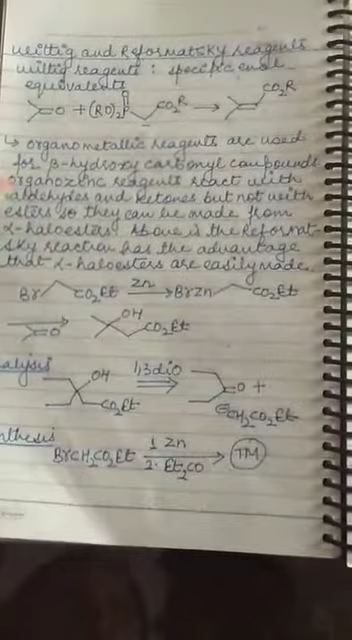 Wittig and Reformatsky reagents
Wittig reagents : specific enol
equivalents
=O + (RO)₂P CO₂R → CO₂R
O
↳ organometallic reagents are used
for β-hydroxy carbonyl compounds
organozinc reagents react with
aldehydes and ketones but not with
esters so they can be made from
α-haloesters. Above is the Reformat-
sky reaction has the advantage
that α-haloesters are easily made.
Br CO₂Et Zn → BrZn CO₂Et
=O → OH CO₂Et
alysis OH CO₂Et 1,3 diO ⇒ =O +
⊖CH₂CO₂Et
nthesis BrCH₂CO₂Et 1. Zn 2. Et₂CO → TM